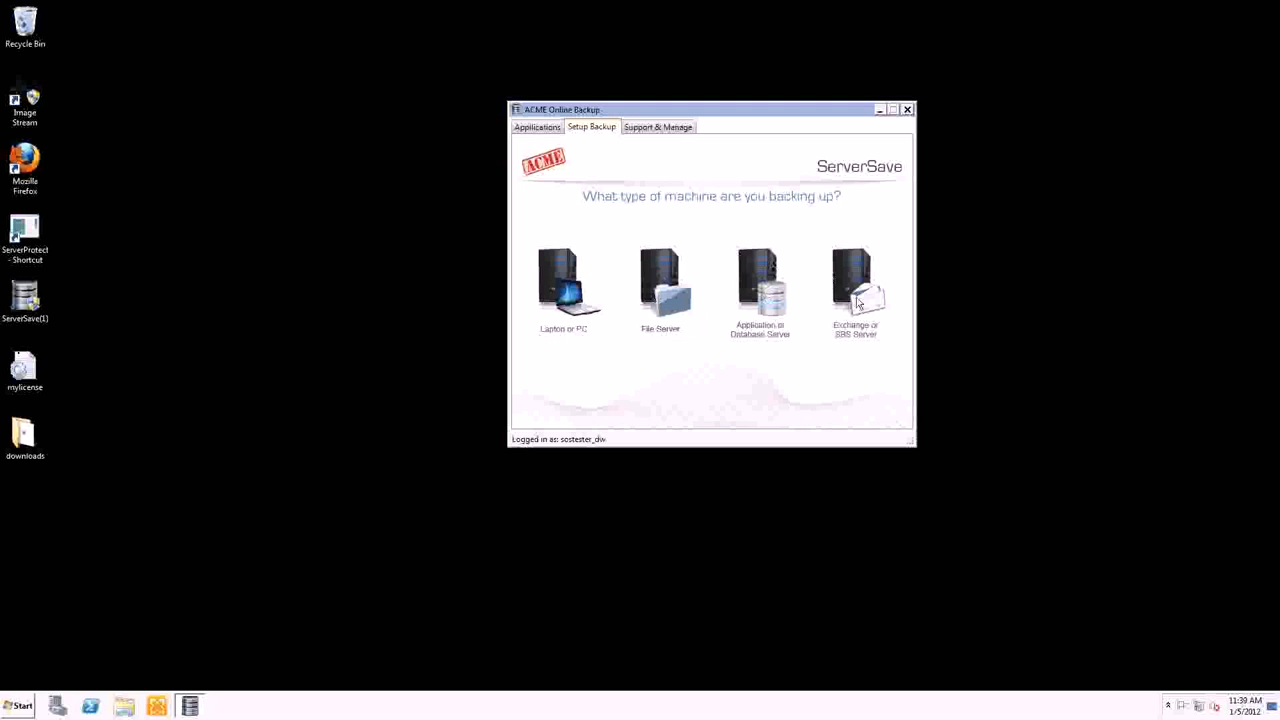 Recycle Bin
Image
Stream
Mozilla
Firefox
ServerProtect
- Shortcut
ServerSave(1)
mylicense
downloads
ACME Online Backup
Applications
Setup Backup
Support & Manage
ACME
ServerSave
What type of machine are you backing up?
Laptop or PC
File Server
Application or
Database Server
Exchange or
SBS Server
Logged in as: sostester_dw
Start
11:39 AM
1/5/2012